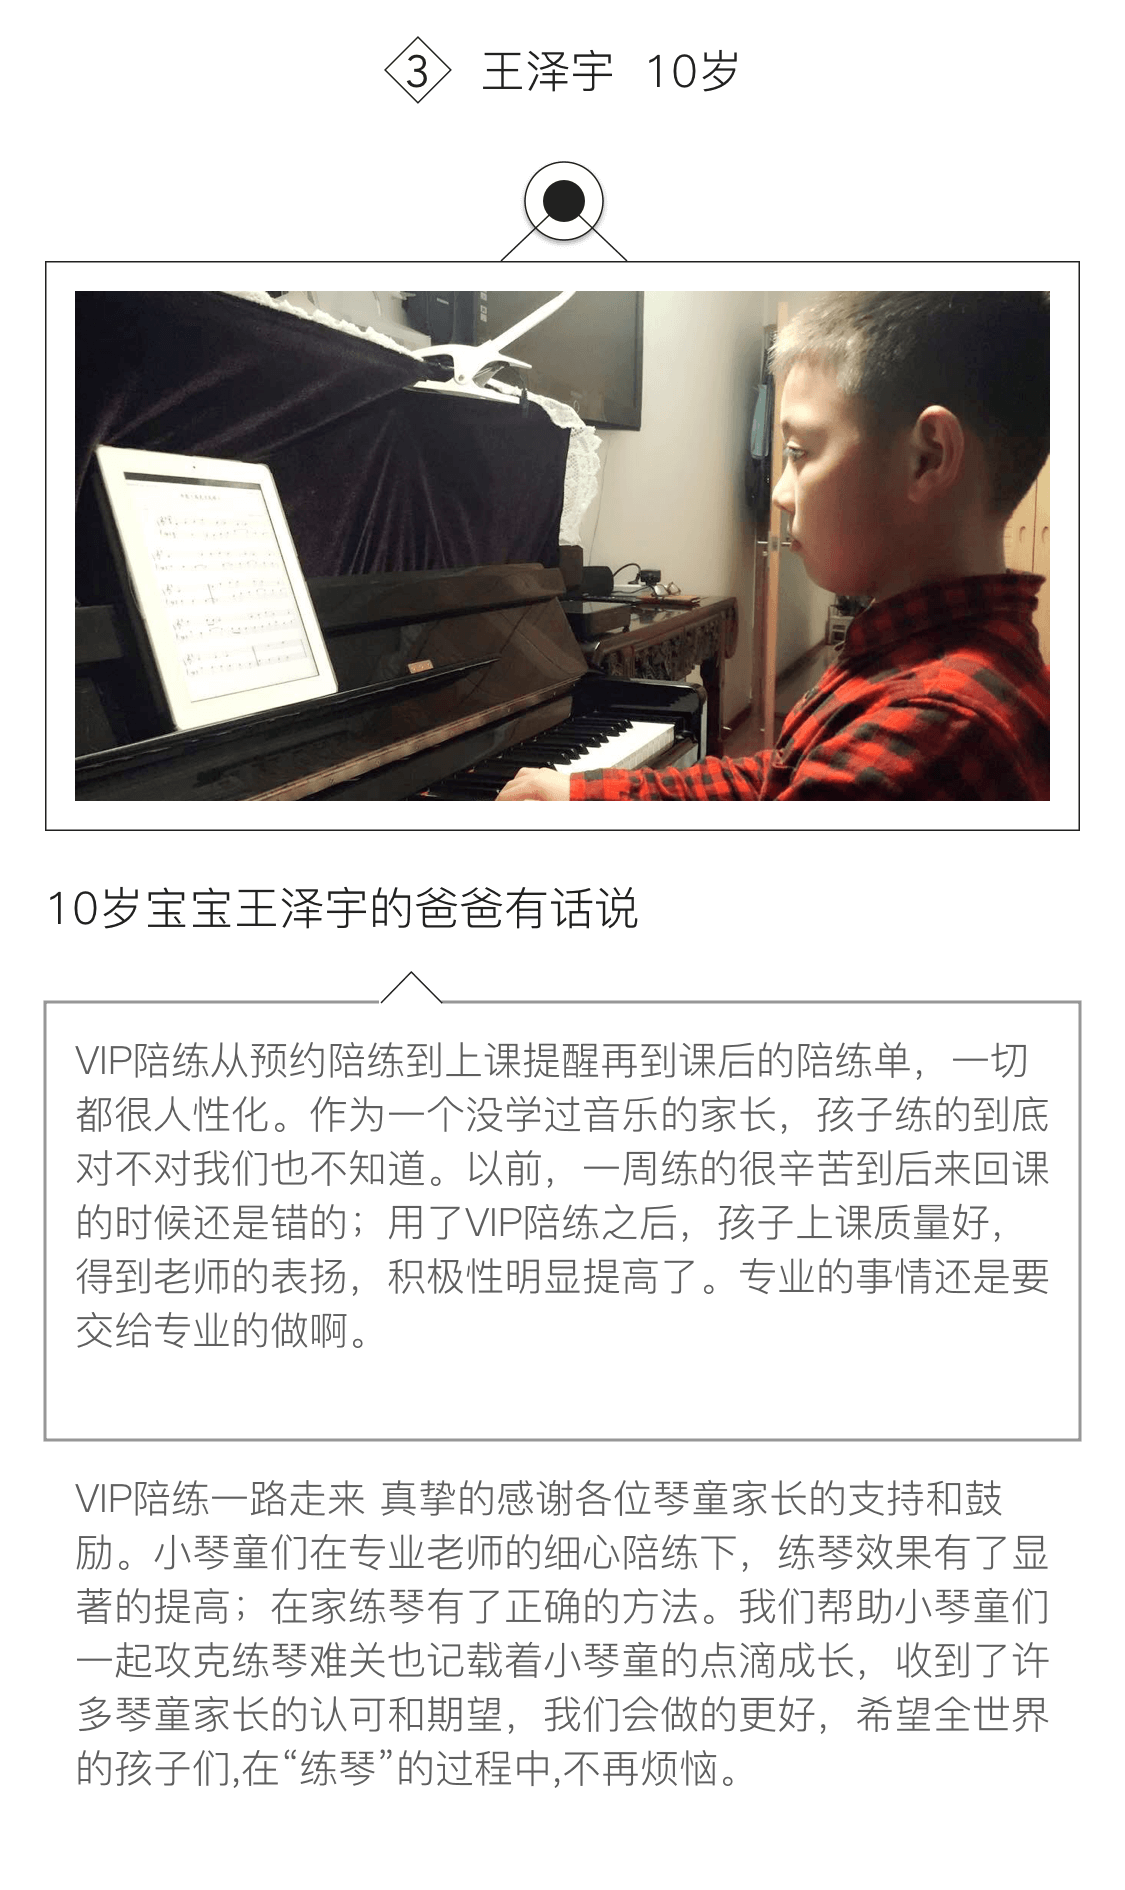 3 王泽宇 10岁
10岁宝宝王泽宇的爸爸有话说
VIP陪练从预约陪练到上课提醒再到课后的陪练单，一切
都很人性化。作为一个没学过音乐的家长，孩子练的到底
对不对我们也不知道。以前，一周练的很辛苦到后来回课
的时候还是错的；用了VIP陪练之后，孩子上课质量好，
得到老师的表扬，积极性明显提高了。专业的事情还是要
交给专业的做啊。
VIP陪练一路走来 真挚的感谢各位琴童家长的支持和鼓
励。小琴童们在专业老师的细心陪练下，练琴效果有了显
著的提高；在家练琴有了正确的方法。我们帮助小琴童们
一起攻克练琴难关也记载着小琴童的点滴成长，收到了许
多琴童家长的认可和期望，我们会做的更好，希望全世界
的孩子们,在“练琴”的过程中,不再烦恼。